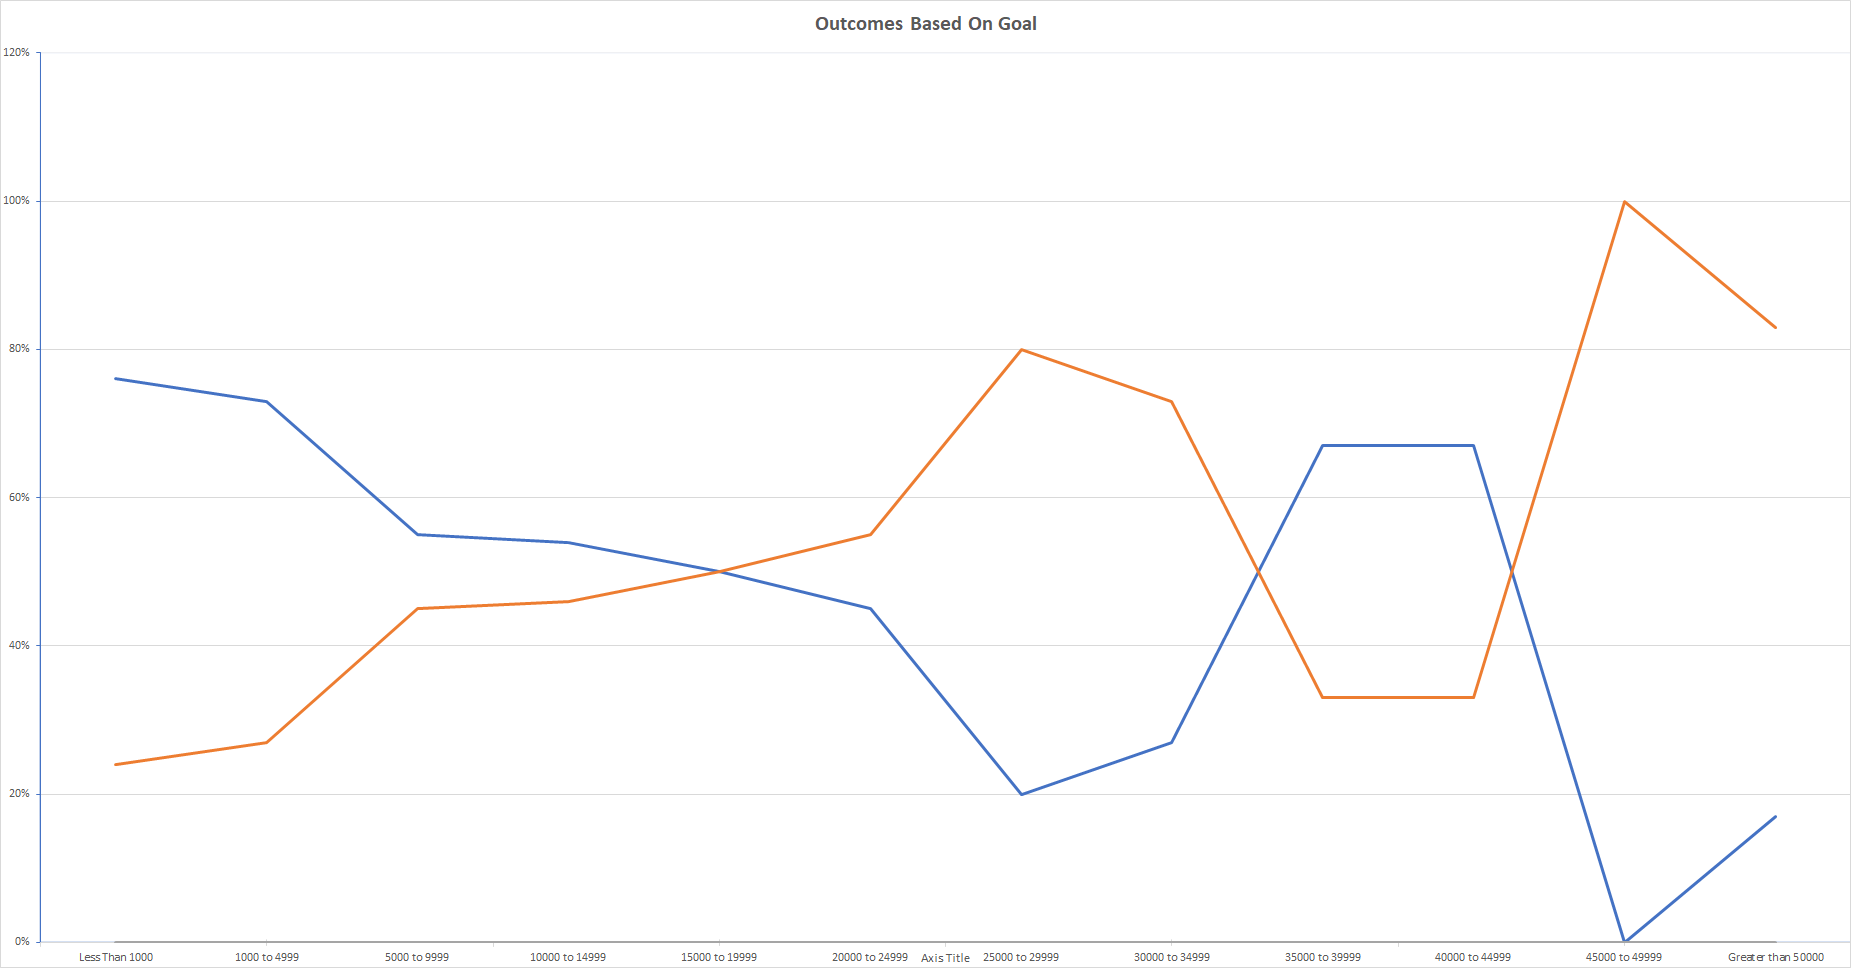 Outcomes Based On Goal
120%
100%
80%
60%
40%
20%
0%
Less Than 1000
1000 to 4999
5000 to 9999
10000 to 14999
15000 to 19999
20000 to 24999
Axis Title
25000 to 29999
30000 to 34999
35000 to 39999
40000 to 44999
45000 to 49999
Greater than 50000